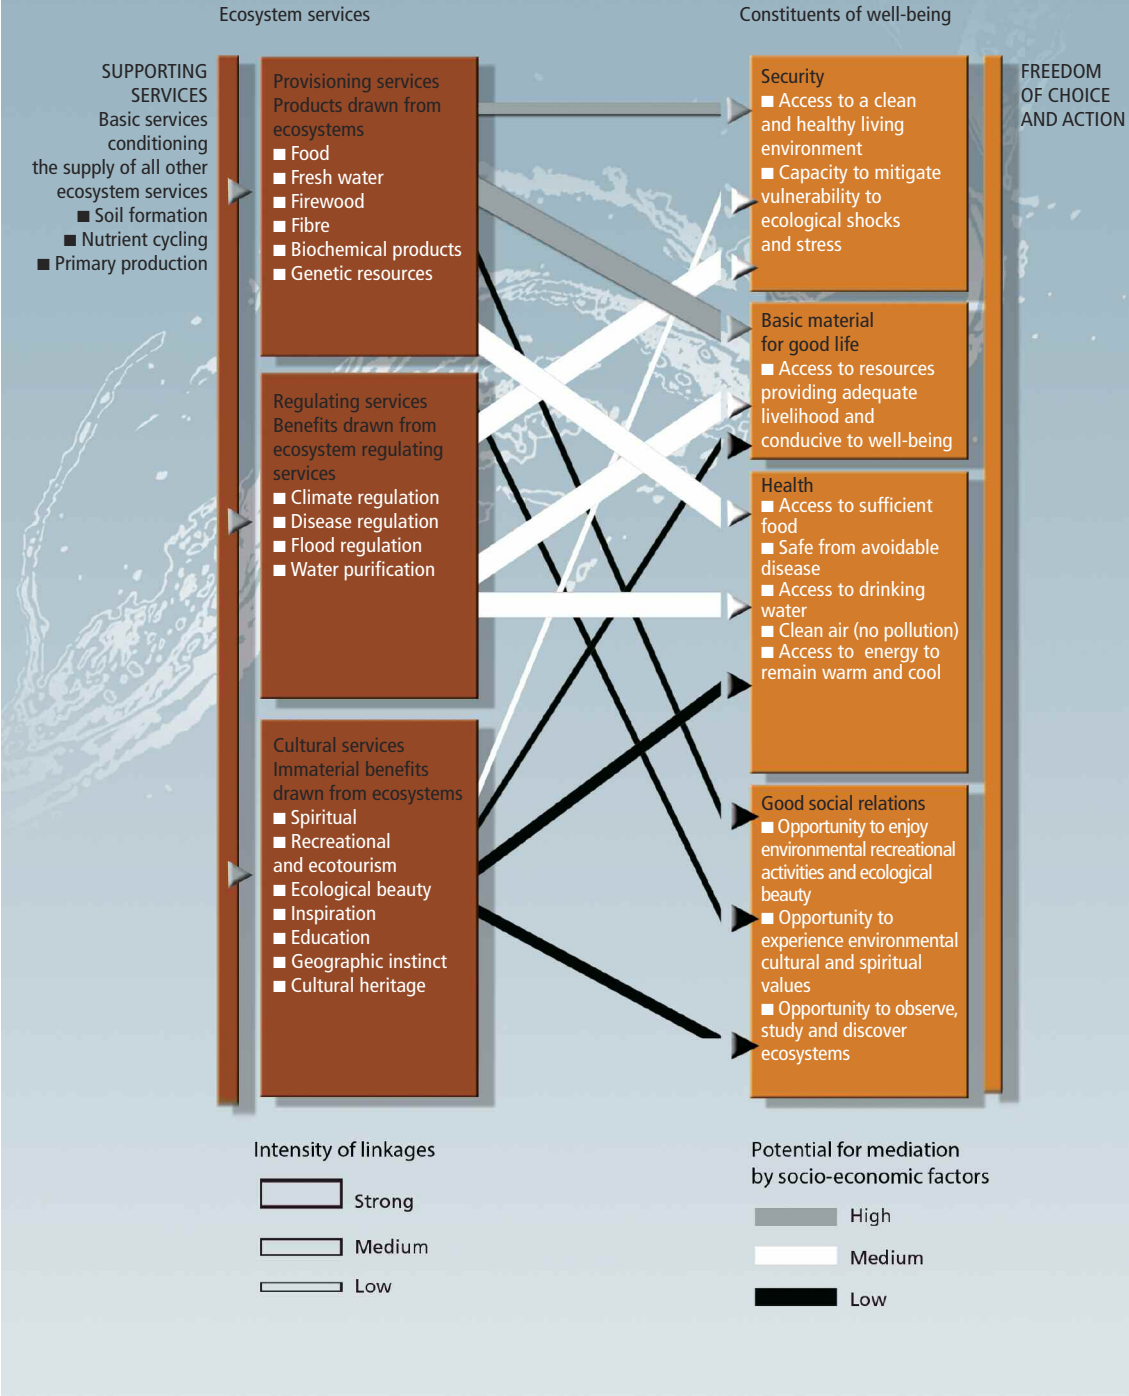 Ecosystem services
Constituents of well-being
SUPPORTING
SERVICES
Basic services
conditioning
the supply of all other
ecosystem services
■ Soil formation
■ Nutrient cycling
■ Primary production
Provisioning services
Products drawn from
ecosystems
■ Food
■ Fresh water
■ Firewood
■ Fibre
■ Biochemical products
■ Genetic resources
Regulating services
Benefits drawn from
ecosystem regulating
services
■ Climate regulation
■ Disease regulation
■ Flood regulation
■ Water purification
Cultural services
Immaterial benefits
drawn from ecosystems
■ Spiritual
■ Recreational
and ecotourism
■ Ecological beauty
■ Inspiration
■ Education
■ Geographic instinct
■ Cultural heritage
Security
■ Access to a clean
and healthy living
environment
■ Capacity to mitigate
vulnerability to
ecological shocks
and stress
Basic material
for good life
■ Access to resources
providing adequate
livelihood and
conducive to well-being
Health
■ Access to sufficient
food
■ Safe from avoidable
disease
■ Access to drinking
water
■ Clean air (no pollution)
■ Access to energy to
remain warm and cool
Good social relations
■ Opportunity to enjoy
environmental recreational
activities and ecological
beauty
■ Opportunity to
experience environmental
cultural and spiritual
values
■ Opportunity to observe,
study and discover
ecosystems
FREEDOM
OF CHOICE
AND ACTION
Intensity of linkages
Strong
Medium
Low
Potential for mediation
by socio-economic factors
High
Medium
Low